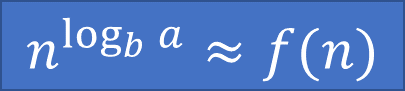 n^{log_b a} ≈ f(n)